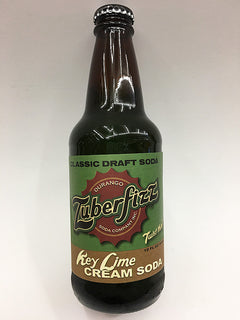 CLASSIC DRAFT SODA
DURANGO
Zuberfizz
SODA COMPANY INC.
Key Lime
CREAM SODA